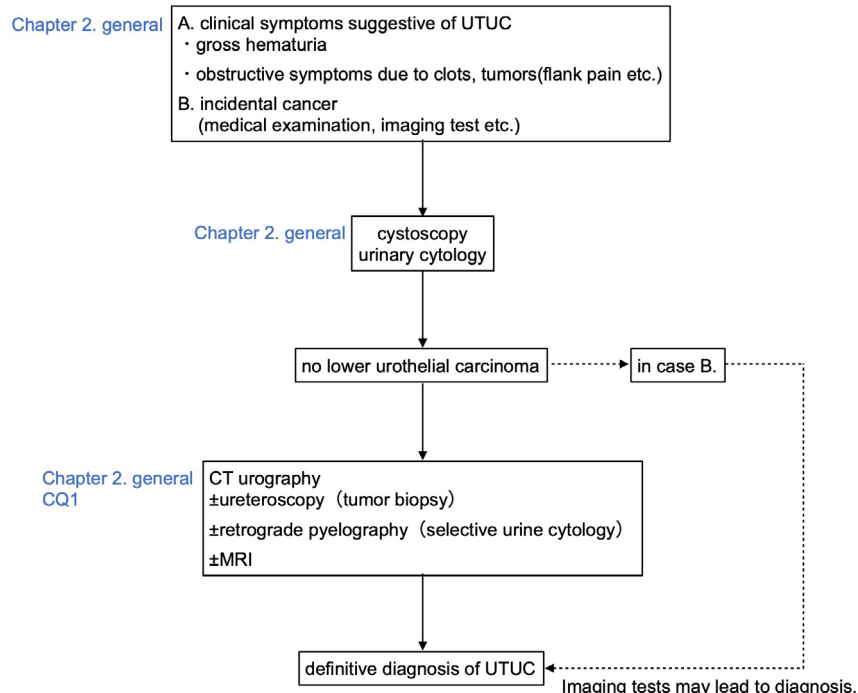 Chapter 2. general
A. clinical symptoms suggestive of UTUC
・gross hematuria
・obstructive symptoms due to clots, tumors(flank pain etc.)
B. incidental cancer
(medical examination, imaging test etc.)
Chapter 2. general
cystoscopy
urinary cytology
no lower urothelial carcinoma
in case B.
Chapter 2. general
CQ1
CT urography
±ureteroscopy（tumor biopsy）
±retrograde pyelography（selective urine cytology）
±MRI
definitive diagnosis of UTUC
Imaging tests may lead to diagnosis.